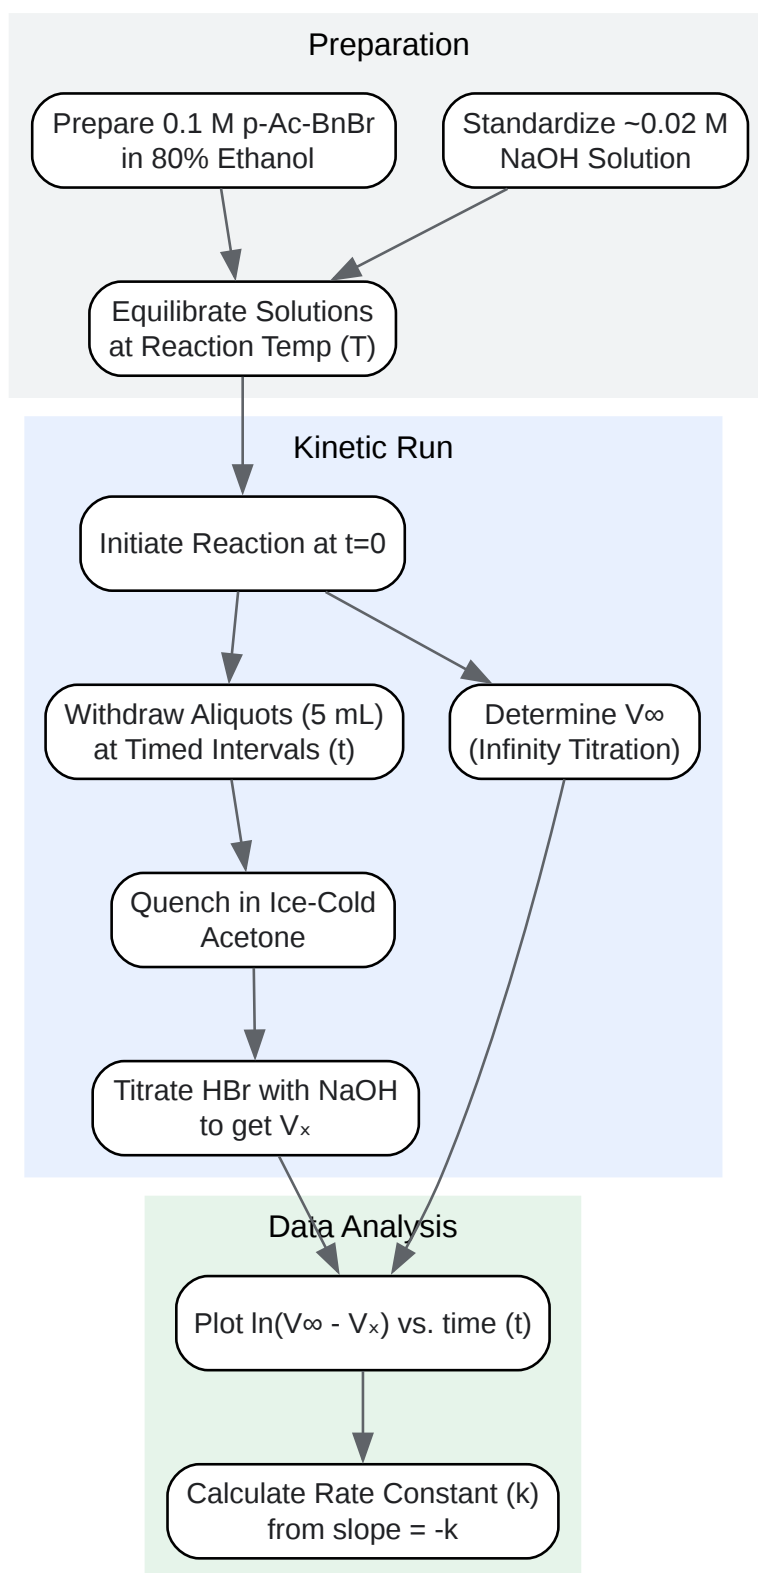 Preparation
Prepare 0.1 M p-Ac-BnBr
in 80% Ethanol
Standardize ~0.02 M
NaOH Solution
Equilibrate Solutions
at Reaction Temp (T)
Kinetic Run
Initiate Reaction at t=0
Withdraw Aliquots (5 mL)
at Timed Intervals (t)
Determine V∞
(Infinity Titration)
Quench in Ice-Cold
Acetone
Titrate HBr with NaOH
to get Vₓ
Data Analysis
Plot ln(V∞ - Vₓ) vs. time (t)
Calculate Rate Constant (k)
from slope = -k